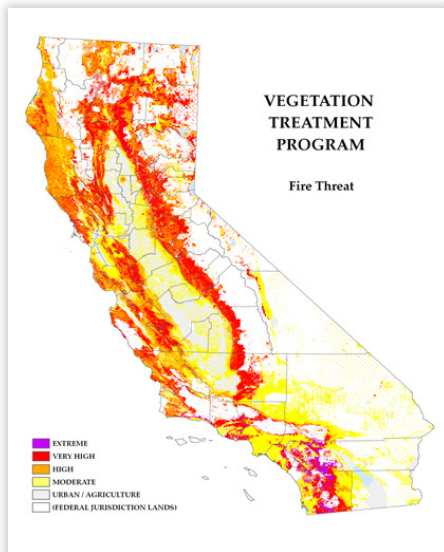 VEGETATION
TREATMENT
PROGRAM
Fire Threat
EXTREME
VERY HIGH
HIGH
MODERATE
URBAN / AGRICULTURE
(FEDERAL JURISDICTION LANDS)